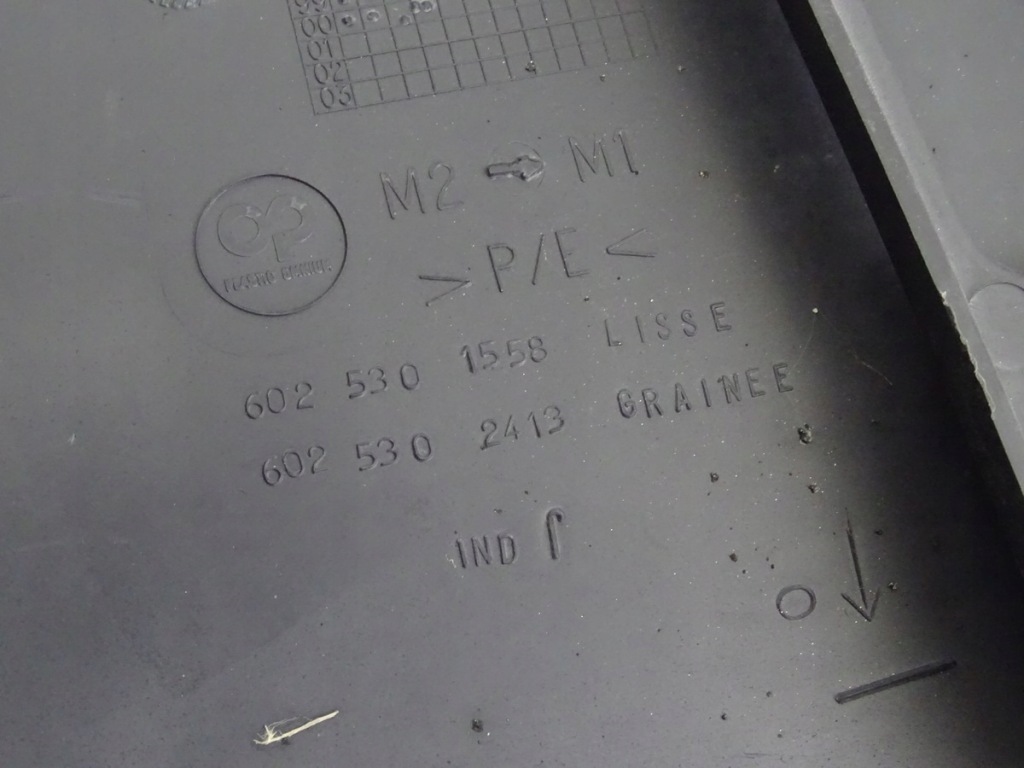 00
01
02
03
M2 → M1
>P/E<
602 530 1558 LISSE
602 530 2413 GRAINEE
IND
O